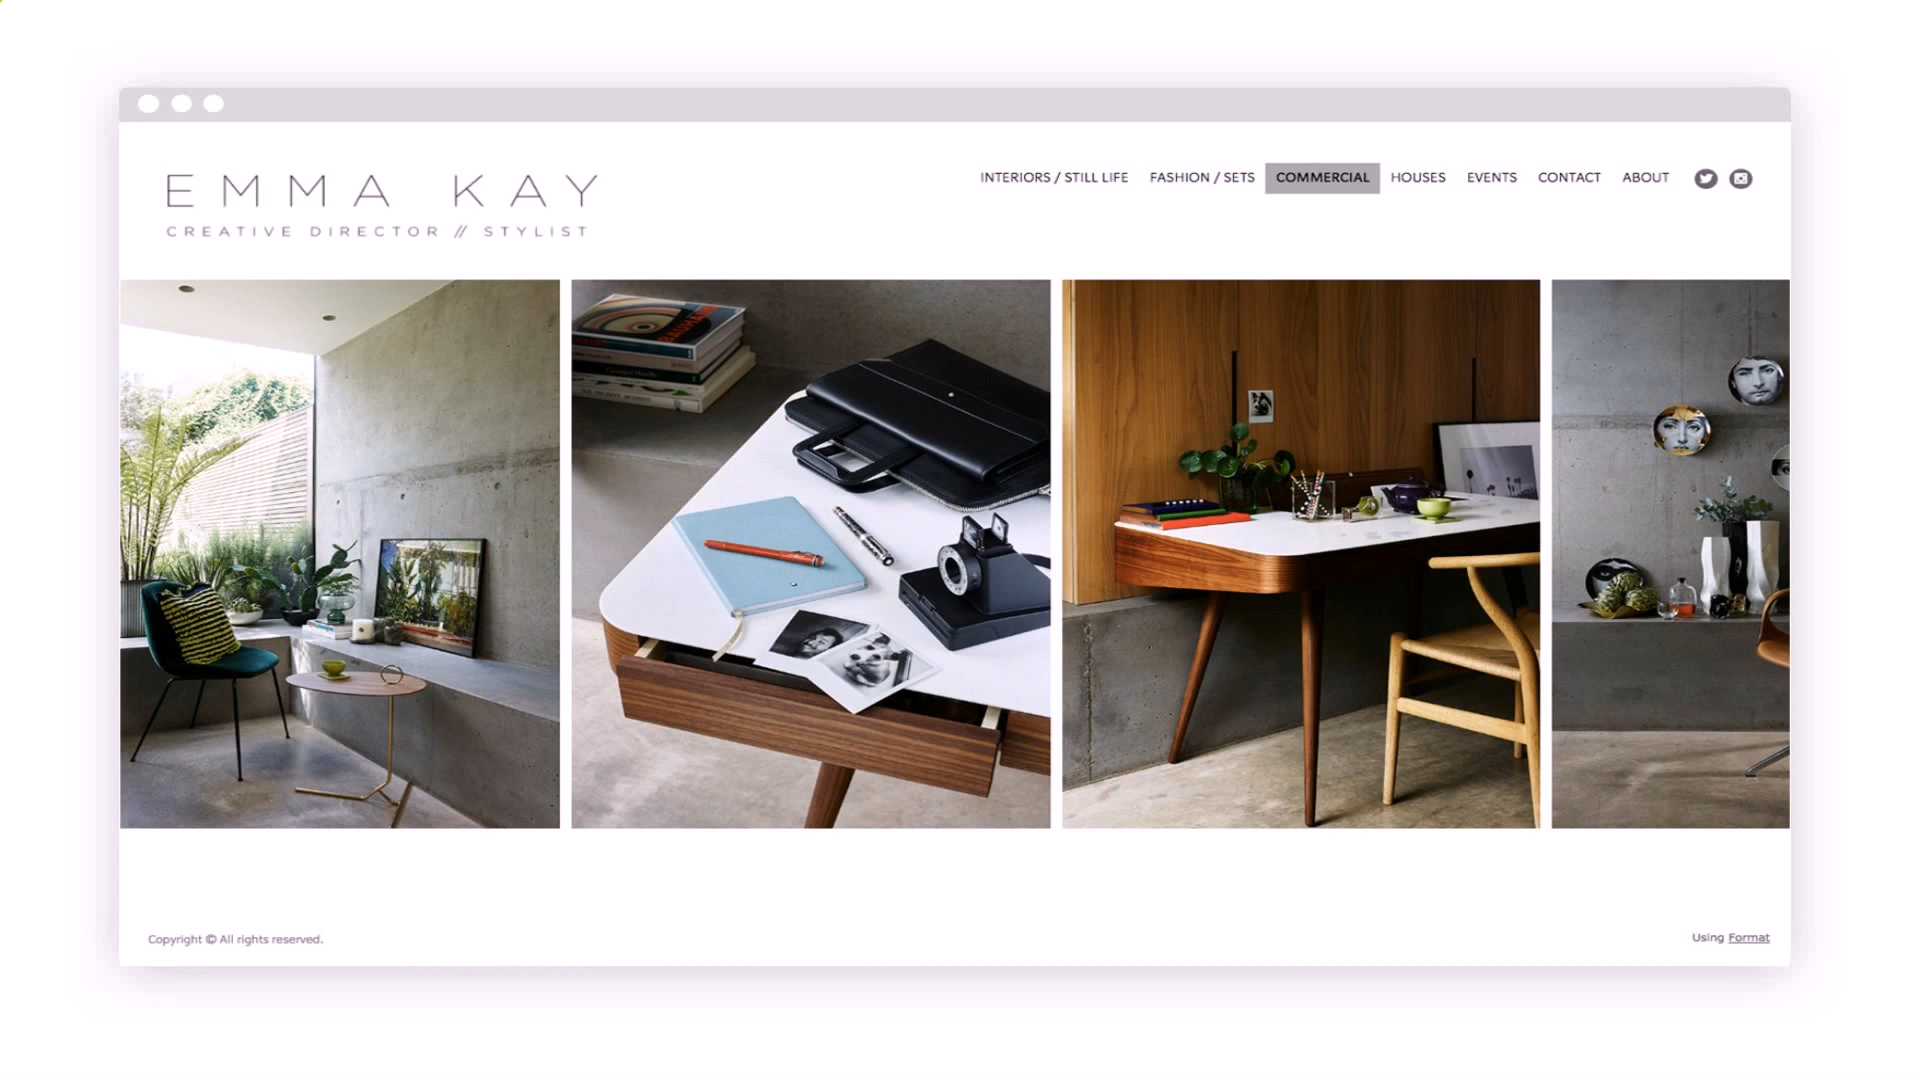 EMMA KAY
CREATIVE DIRECTOR // STYLIST
INTERIORS / STILL LIFE FASHION / SETS COMMERCIAL HOUSES EVENTS CONTACT ABOUT
BAUHAUS
Copyright © All rights reserved.
Using Format